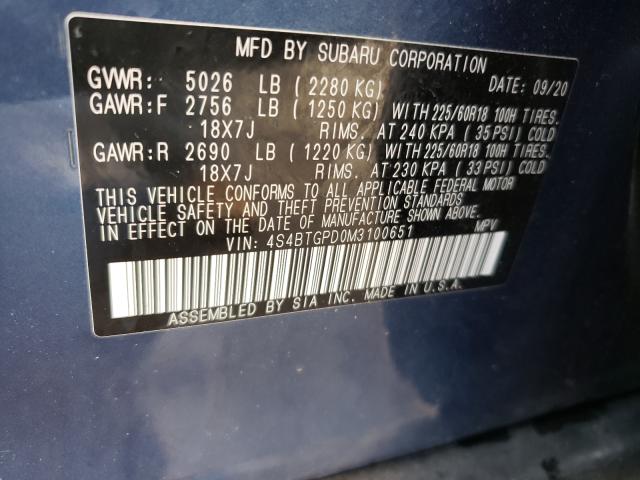 MFD BY SUBARU CORPORATION
GVWR: 5026 LB ( 2280 KG) DATE: 09/20
GAWR:F 2756 LB ( 1250 KG) WITH 225/60R18 100H TIRES.
18X7J RIMS. AT 240 KPA ( 35 PSI) COLD
GAWR:R 2690 LB ( 1220 KG) WITH 225/60R18 100H TIRES.
18X7J RIMS. AT 230 KPA ( 33 PSI) COLD
THIS VEHICLE CONFORMS TO ALL APPLICABLE FEDERAL MOTOR
VEHICLE SAFETY AND THEFT PREVENTION STANDARDS
IN EFFECT ON THE DATE OF MANUFACTURE SHOWN ABOVE.
VIN: 4S4BTGPD0M3100651 MPV
ASSEMBLED BY SIA INC. MADE IN U.S.A.